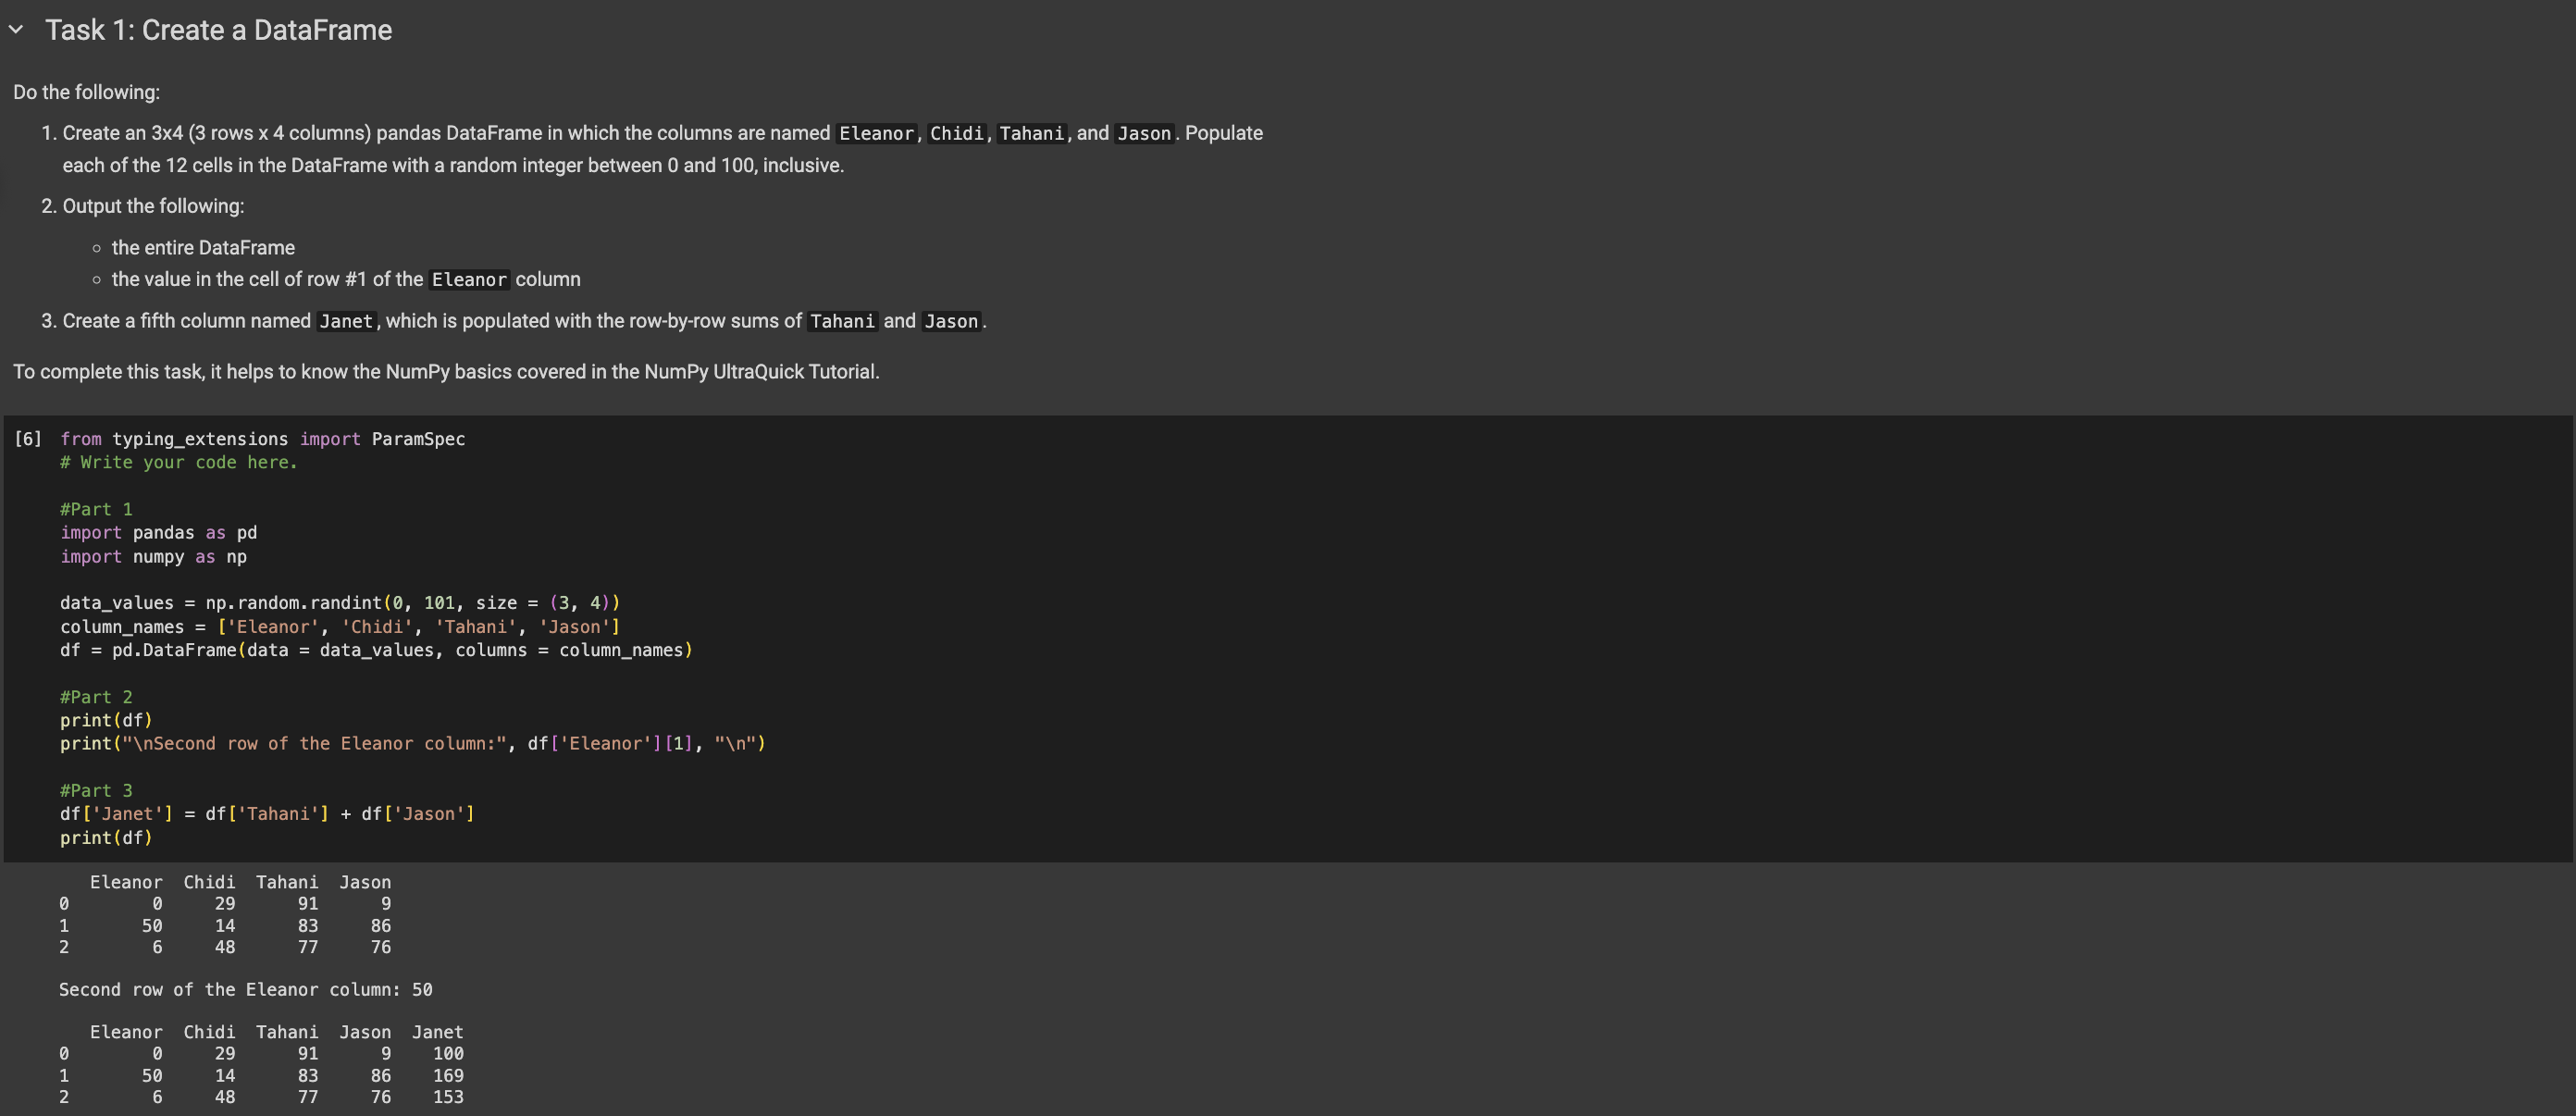 Task 1: Create a DataFrame
Do the following:
1. Create an 3x4 (3 rows x 4 columns) pandas DataFrame in which the columns are named Eleanor, Chidi, Tahani, and Jason. Populate
each of the 12 cells in the DataFrame with a random integer between 0 and 100, inclusive.
2. Output the following:
◦ the entire DataFrame
◦ the value in the cell of row #1 of the Eleanor column
3. Create a fifth column named Janet, which is populated with the row-by-row sums of Tahani and Jason.
To complete this task, it helps to know the NumPy basics covered in the NumPy UltraQuick Tutorial.
[6] from typing_extensions import ParamSpec
# Write your code here.
#Part 1
import pandas as pd
import numpy as np
data_values = np.random.randint(0, 101, size = (3, 4))
column_names = ['Eleanor', 'Chidi', 'Tahani', 'Jason']
df = pd.DataFrame(data = data_values, columns = column_names)
#Part 2
print(df)
print("\nSecond row of the Eleanor column:", df['Eleanor'][1], "\n")
#Part 3
df['Janet'] = df['Tahani'] + df['Jason']
print(df)
   Eleanor  Chidi  Tahani  Jason
0        0     29      91      9
1       50     14      83     86
2        6     48      77     76
Second row of the Eleanor column: 50
   Eleanor  Chidi  Tahani  Jason  Janet
0        0     29      91      9    100
1       50     14      83     86    169
2        6     48      77     76    153